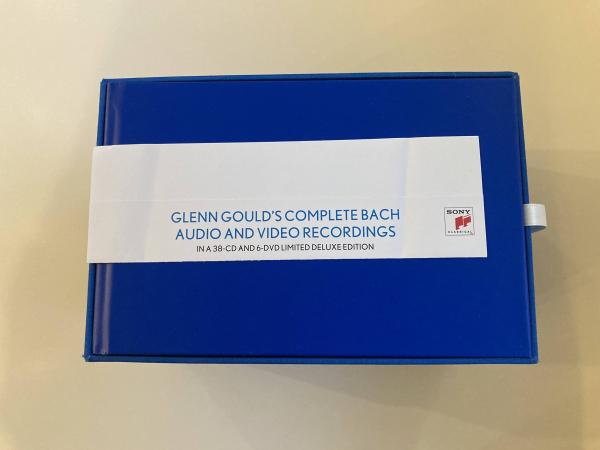 GLENN GOULD'S COMPLETE BACH
AUDIO AND VIDEO RECORDINGS
IN A 38-CD AND 6-DVD LIMITED DELUXE EDITION
SONY
CLASSICAL